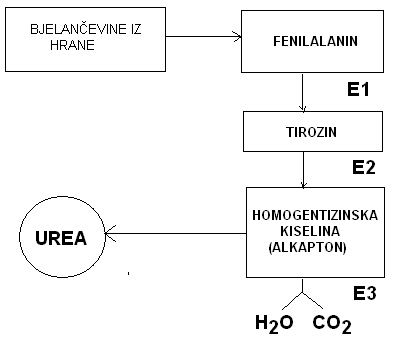 BJELANČEVINE IZ
HRANE
FENILALANIN
E1
TIROZIN
E2
HOMOGENTIZINSKA
KISELINA
(ALKAPTON)
UREA
E3
H2O CO2